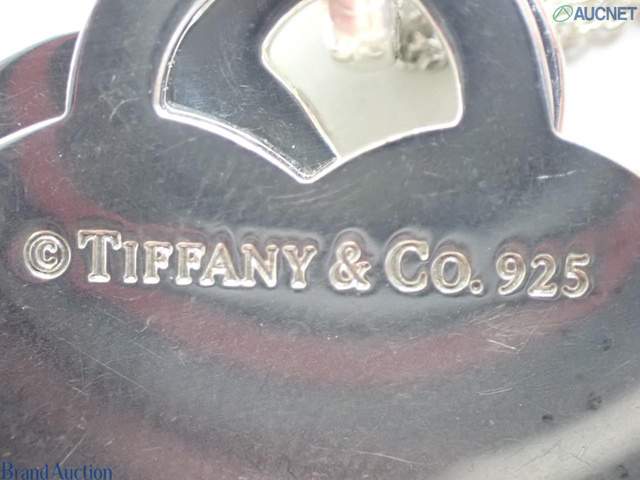 AUCNET
© TIFFANY & CO. 925
Brand Auction